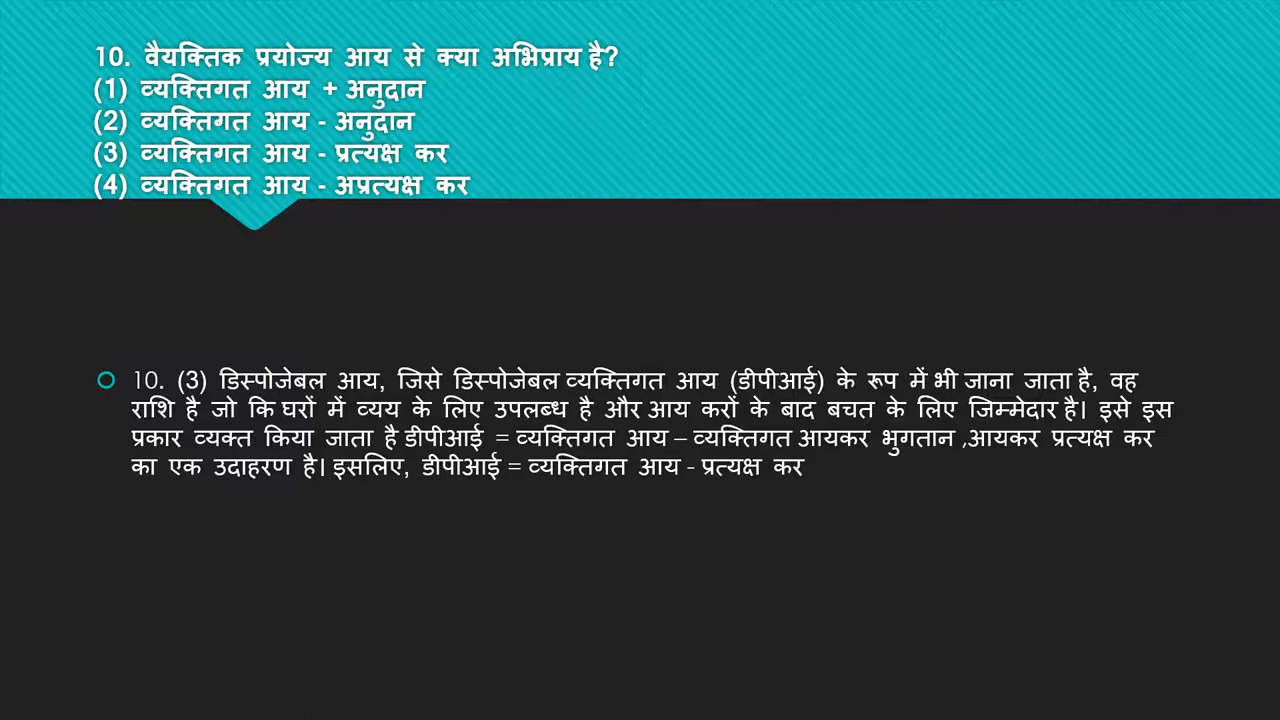 10. वैयक्तिक प्रयोज्य आय से क्या अभिप्राय है?
(1) व्यक्तिगत आय + अनुदान
(2) व्यक्तिगत आय - अनुदान
(3) व्यक्तिगत आय - प्रत्यक्ष कर
(4) व्यक्तिगत आय - अप्रत्यक्ष कर
10. (3) डिस्पोजेबल आय, जिसे डिस्पोजेबल व्यक्तिगत आय (डीपीआई) के रूप में भी जाना जाता है, वह
राशि है जो कि घरों में व्यय के लिए उपलब्ध है और आय करों के बाद बचत के लिए जिम्मेदार है। इसे इस
प्रकार व्यक्त किया जाता है डीपीआई = व्यक्तिगत आय – व्यक्तिगत आयकर भुगतान ,आयकर प्रत्यक्ष कर
का एक उदाहरण है। इसलिए, डीपीआई = व्यक्तिगत आय - प्रत्यक्ष कर